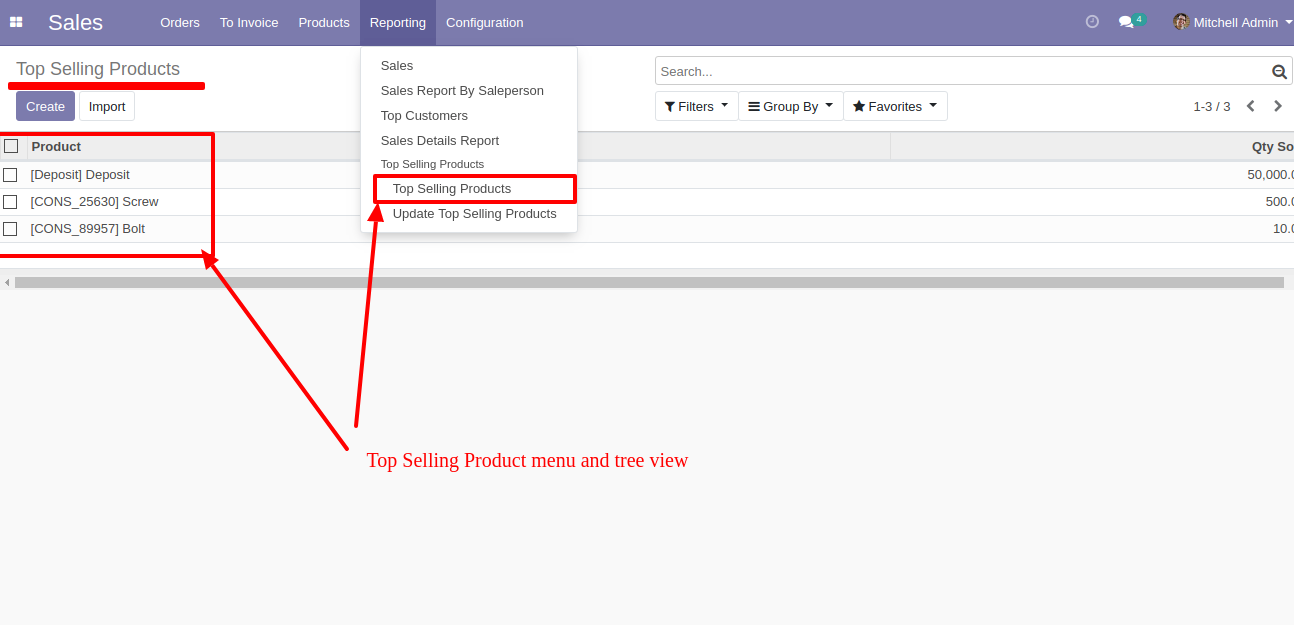 Sales Orders To Invoice Products Reporting Configuration 4 Mitchell Admin
Top Selling Products
Search...
Create Import
Filters Group By Favorites 1-3 / 3
Sales
Sales Report By Saleperson
Top Customers
Sales Details Report
Top Selling Products
Top Selling Products
Update Top Selling Products
Product Qty So
[Deposit] Deposit 50,000.0
[CONS_25630] Screw 500.0
[CONS_89957] Bolt 10.0
Top Selling Product menu and tree view